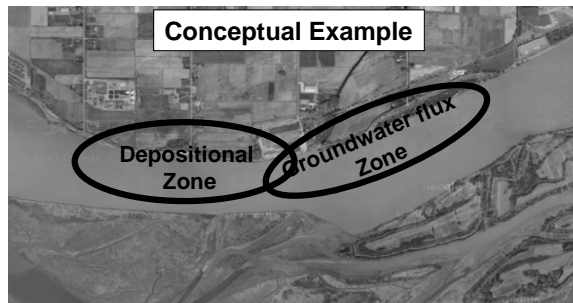 Conceptual Example
Depositional
Zone
Groundwater flux
Zone